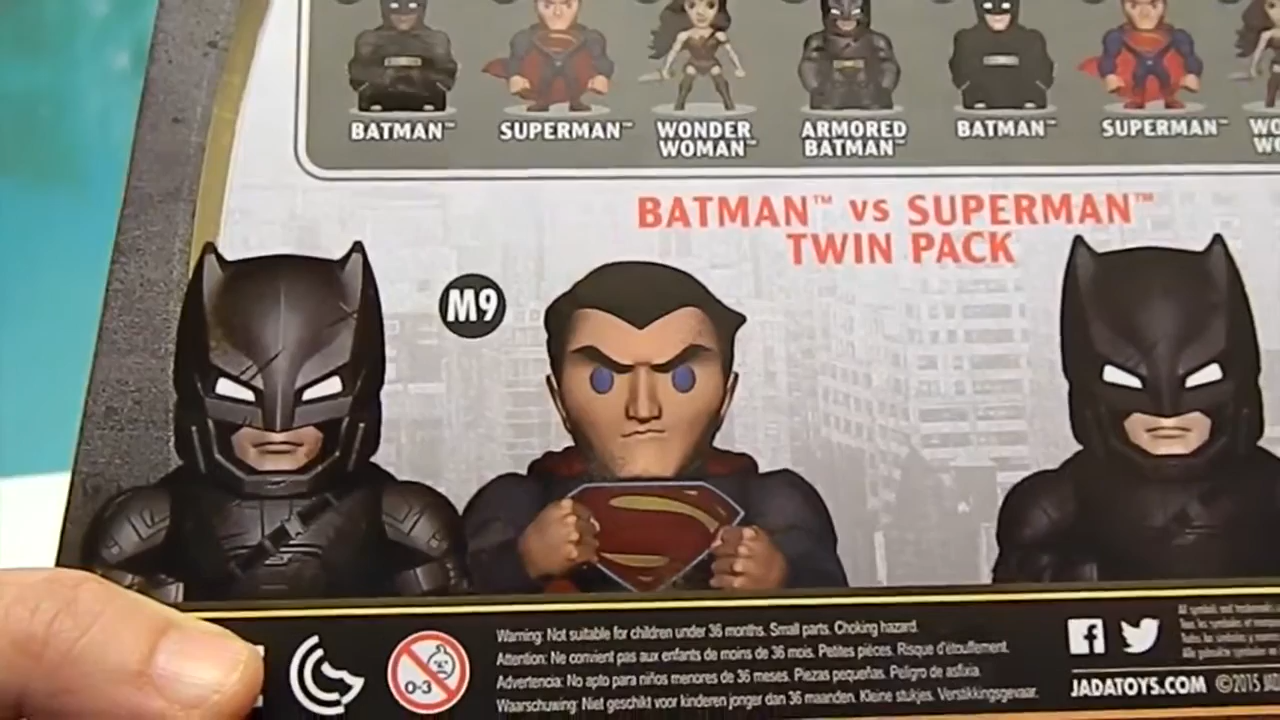 BATMAN™ SUPERMAN™ WONDER WOMAN™ ARMORED BATMAN™ BATMAN™ SUPERMAN™
BATMAN™ vs SUPERMAN™
TWIN PACK
M9
0-3
Warning: Not suitable for children under 36 months. Small parts. Choking hazard.
Attention: Ne convient pas aux enfants de moins de 36 mois. Petites pièces. Risque d'étouffement.
Advertencia: No apto para niños menores de 36 meses. Piezas pequeñas. Peligro de asfixia.
Waarschuwing: Niet geschikt voor kinderen jonger dan 36 maanden. Kleine stukjes. Verstikkingsgevaar.
JADATOYS.COM ©2015